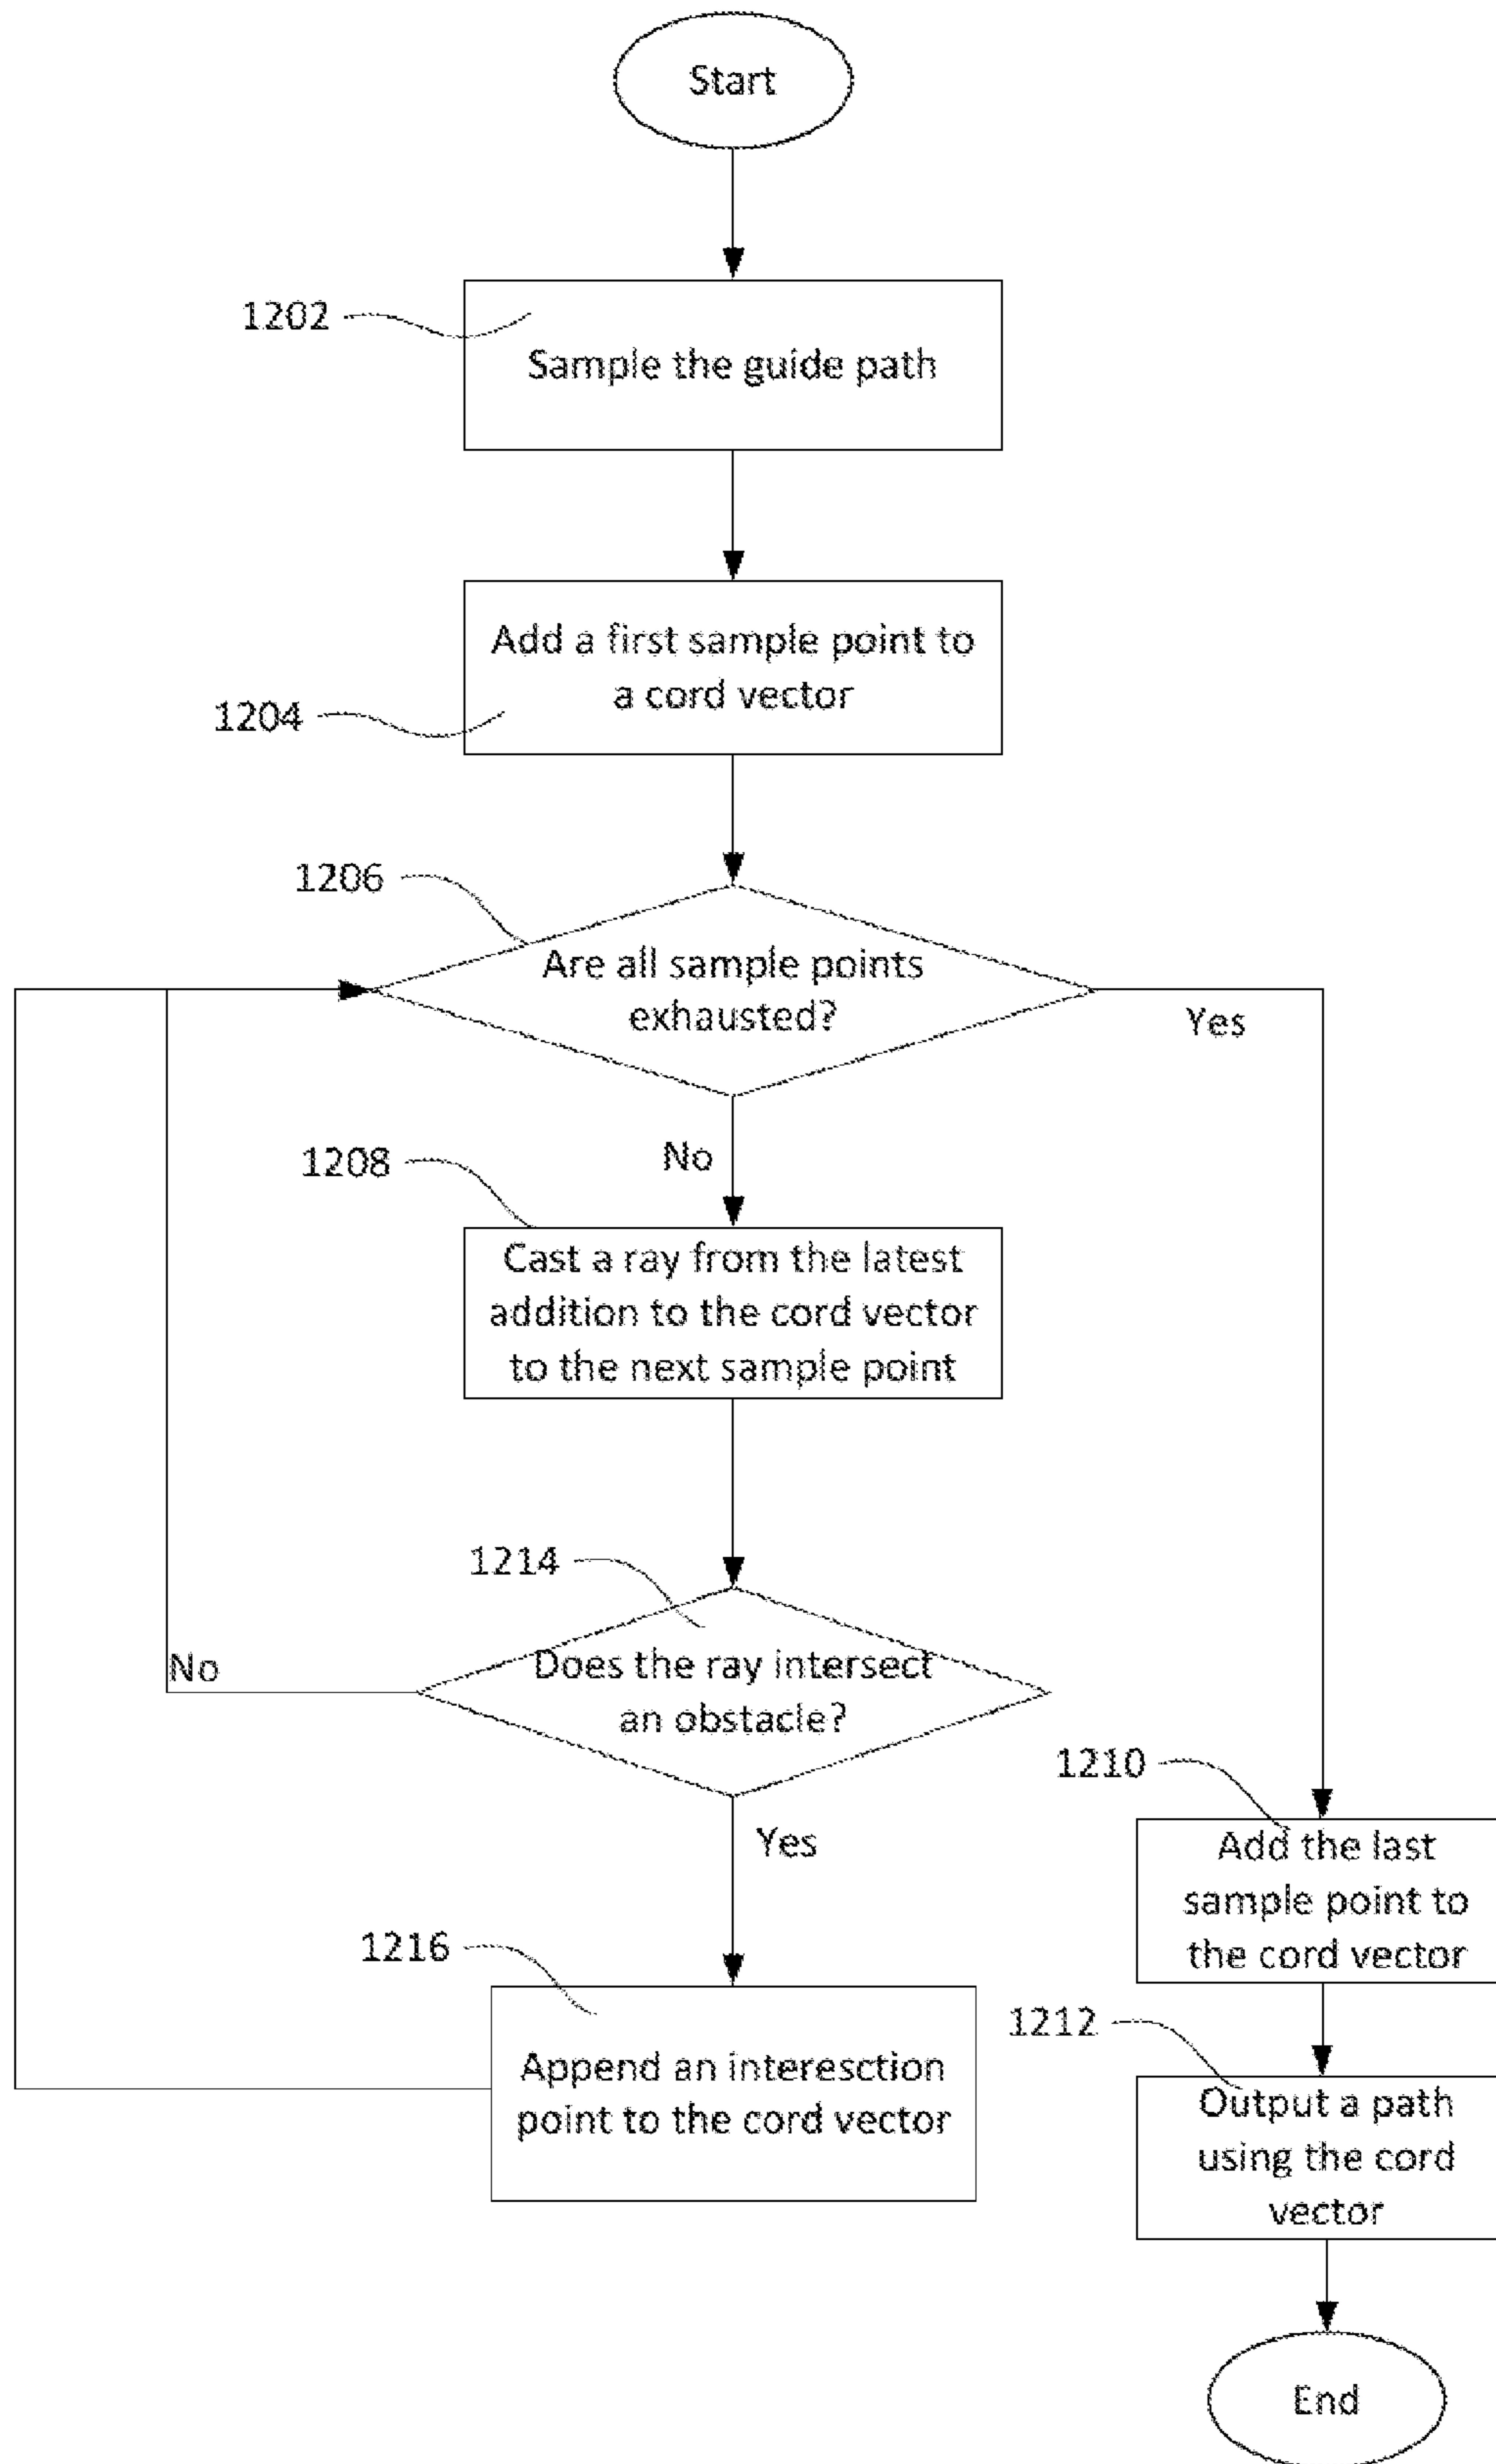 Start
1202
Sample the guide path
Add a first sample point to
a cord vector
1204
1206
Are all sample points
exhausted?
Yes
No
1208
Cast a ray from the latest
addition to the cord vector
to the next sample point
1214
Does the ray intersect
an obstacle?
No
Yes
1210
Add the last
sample point to
the cord vector
1216
Append an interesction
point to the cord vector
1212
Output a path
using the cord
vector
End